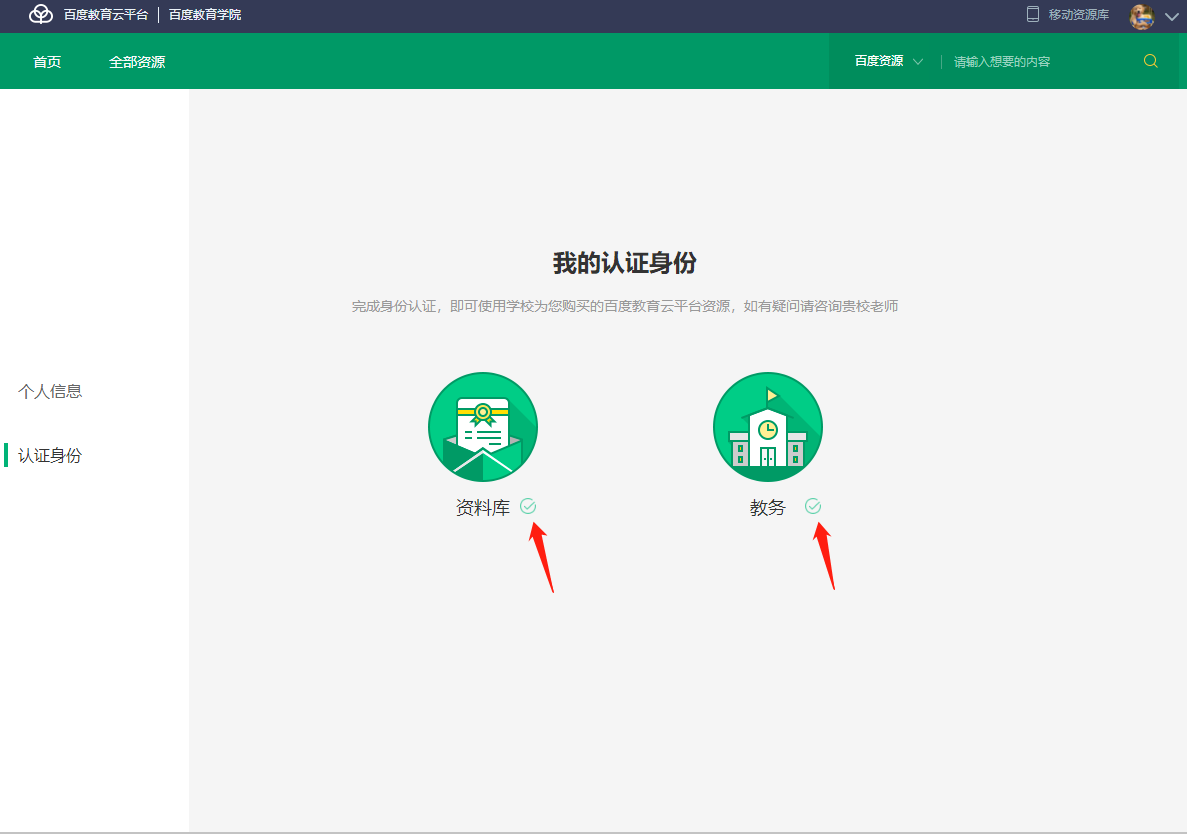 百度教育云平台 百度教育学院 移动资源库
首页 全部资源 百度资源 请输入想要的内容
我的认证身份
完成身份认证，即可使用学校为您购买的百度教育云平台资源，如有疑问请咨询贵校老师
个人信息
认证身份
资料库 教务